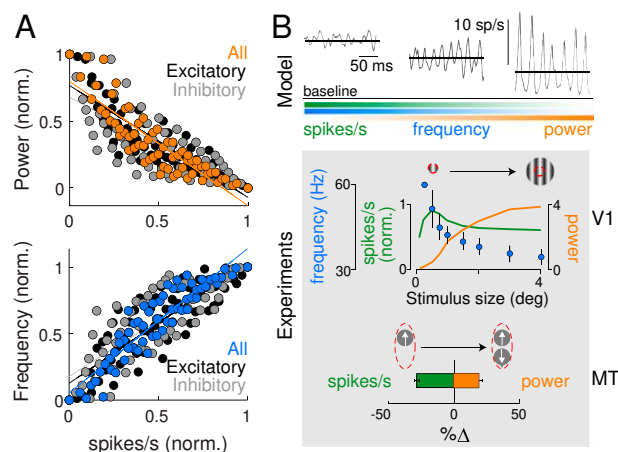 A
Power (norm.)
1
0.5
0
All
Excitatory
Inhibitory
0
0.5
1
Frequency (norm.)
1
0.5
0
All
Excitatory
Inhibitory
0
0.5
1
spikes/s (norm.)
B
Model
10 sp/s
50 ms
baseline
spikes/s
frequency
power
Experiments
frequency (Hz)
60
30
spikes/s
(norm.)
1
0
4
0
power
V1
0
1
2
3
4
Stimulus size (deg)
spikes/s
power
MT
-50
0
50
%Δ